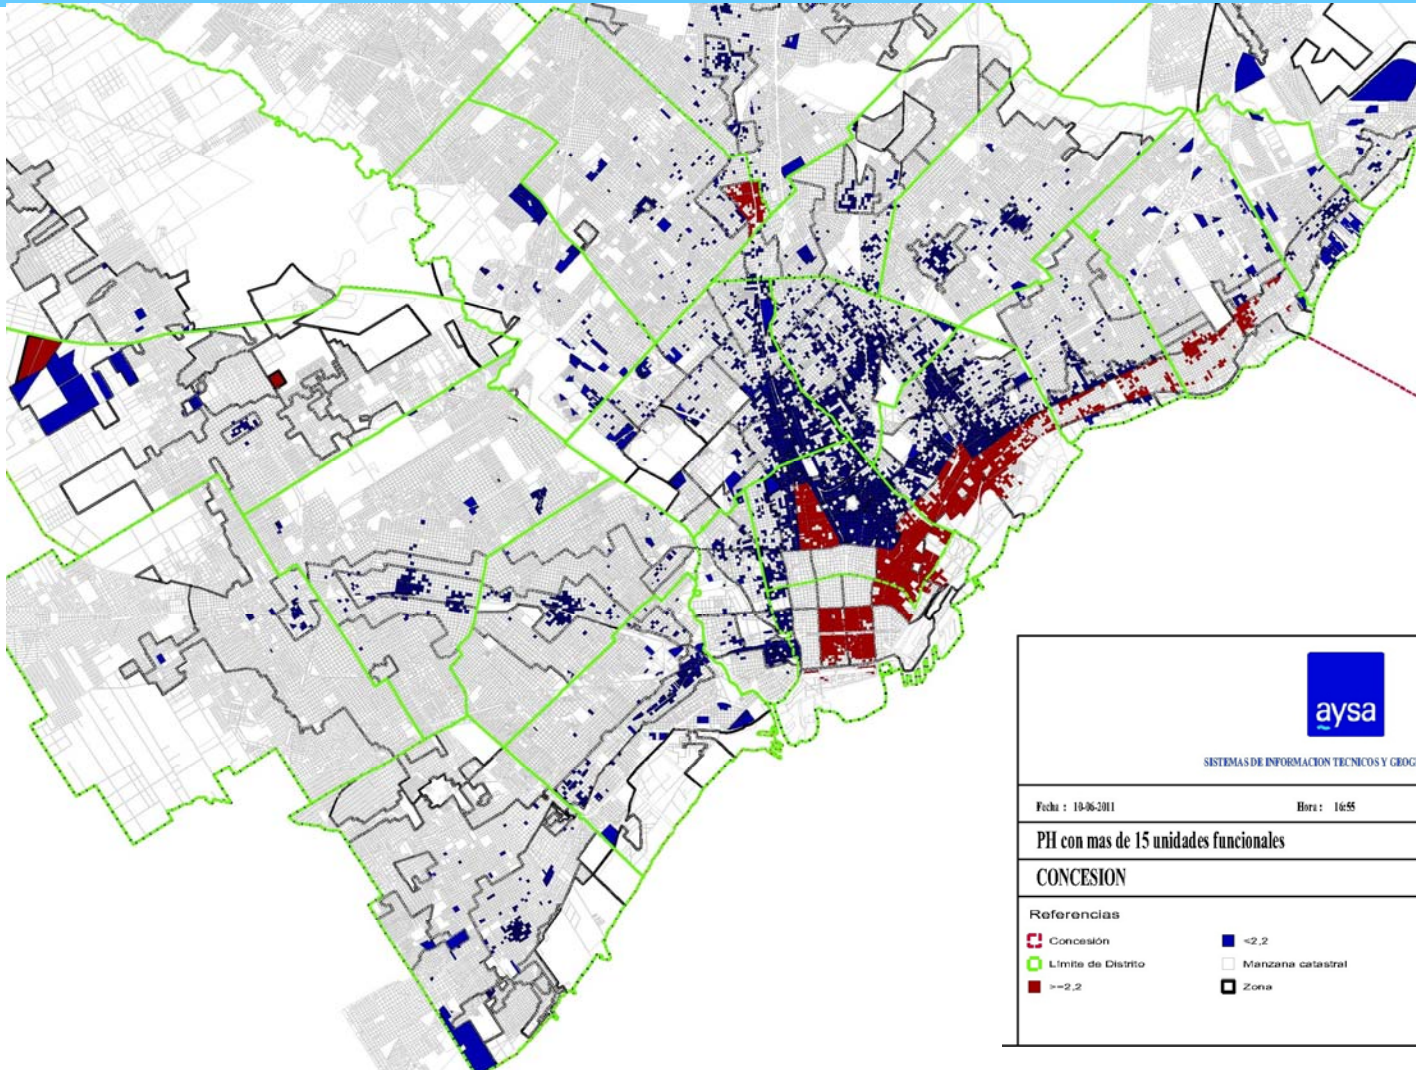 aysa
SISTEMAS DE INFORMACION TECNICOS Y GEOG
Fecha : 10-06-2011 Hora : 16:55
PH con mas de 15 unidades funcionales
CONCESION
Referencias
Concesión <2,2
Límite de Distrito Manzana catastral
>=2,2 Zona